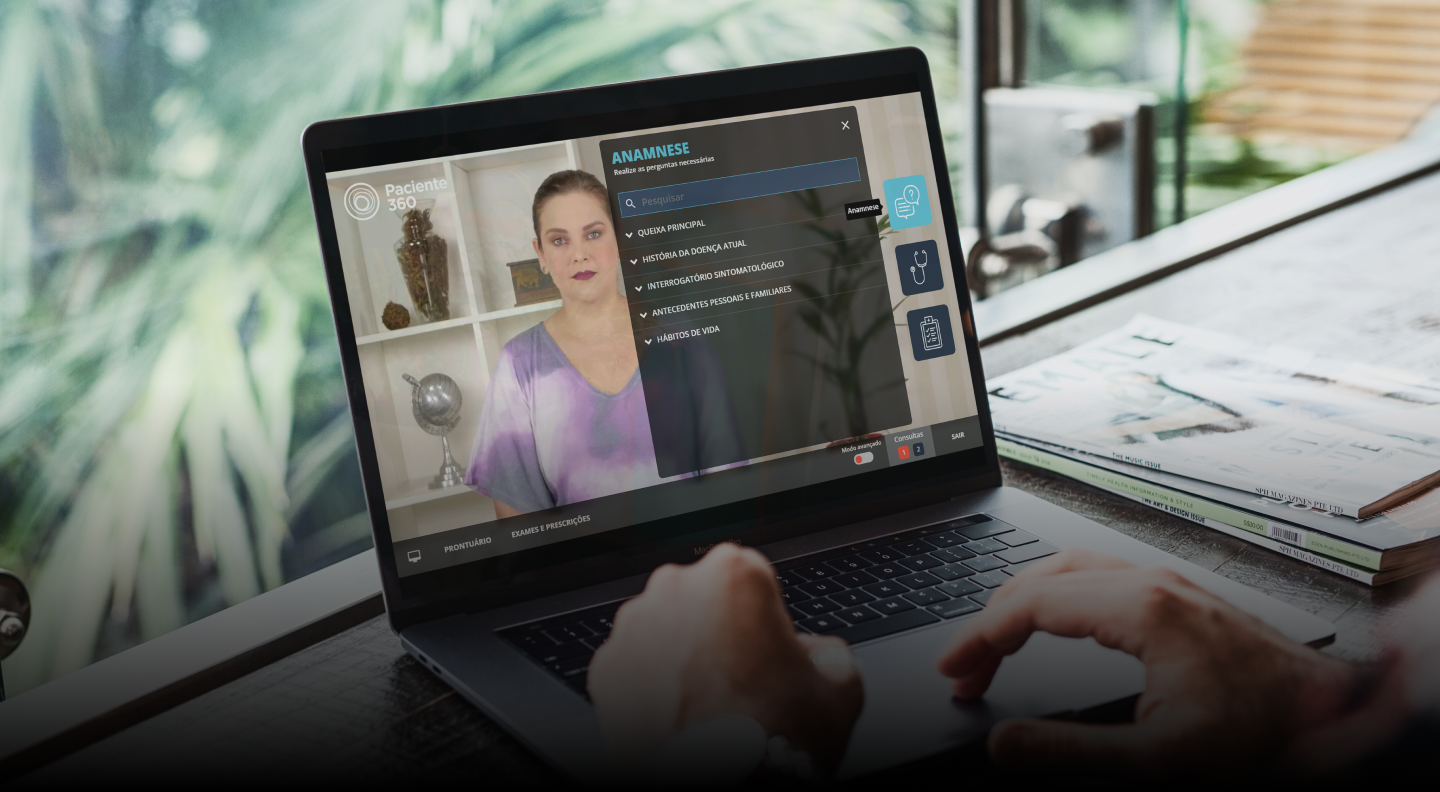 Paciente
360
ANAMNESE
Realize as perguntas necessárias
Pesquisar
QUEIXA PRINCIPAL
HISTÓRIA DA DOENÇA ATUAL
INTERROGATÓRIO SINTOMATOLÓGICO
ANTECEDENTES PESSOAIS E FAMILIARES
HÁBITOS DE VIDA
Anamnese
Modo avançado
Consultas
1 2
SAIR
PRONTUÁRIO
EXAMES E PRESCRIÇÕES
THE MUSIC ISSUE
SPH MAGAZINES PTE LTD
THE ART & DESIGN ISSUE
SPH MAGAZINES PTE LTD